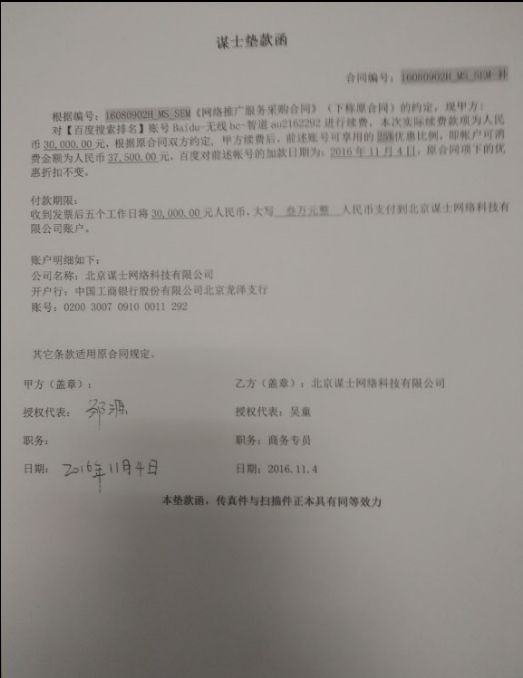 谋士垫款函
合同编号：16080902H_MS_SEM-补
根据编号：16080902H_MS_SEM《网络推广服务采购合同》（下称原合同）的约定，现甲方：
对【百度搜索排名】账号 Baidu-无线 bc-智道 au2162292 进行续费，本次实际续费款项为人民
币 30,000.00 元，根据原合同双方约定，甲方续费后，前述账号可享用的 25%优惠比例，即帐户可消
费金额为人民币 37,500.00 元，百度对前述帐号的加款日期为：2016 年 11 月 4 日，原合同项下的优
惠折扣不变。
付款期限：
收到发票后五个工作日将 30,000.00 元人民币，大写 叁万元整 人民币支付到北京谋士网络科技有
限公司账户。
账户明细如下：
公司名称：北京谋士网络科技有限公司
开户行：中国工商银行股份有限公司北京龙泽支行
账号：0200 3007 0910 0011 292
其它条款适用原合同规定。
甲方（盖章）： 乙方（盖章）：北京谋士网络科技有限公司
授权代表： 邹源 授权代表：吴童
职务： 职务：商务专员
日期： 2016年11月4日 日期：2016.11.4
本垫款函，传真件与扫描件正本具有同等效力